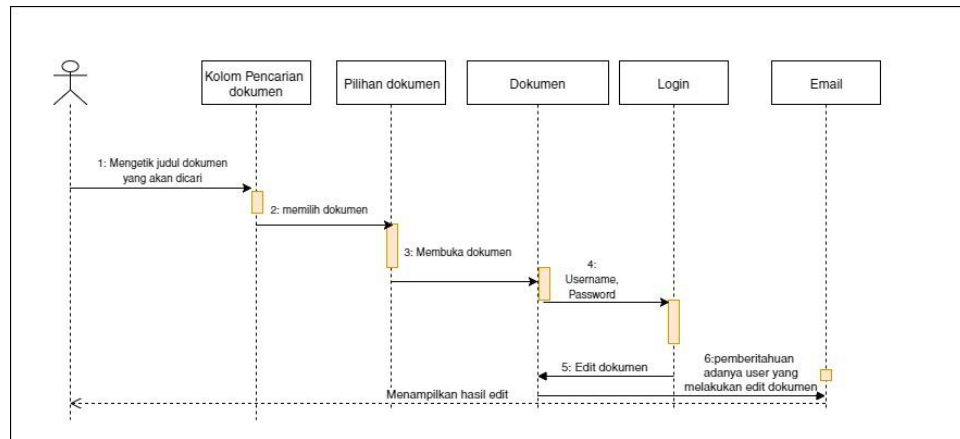 Kolom Pencarian
dokumen
Pilihan dokumen
Dokumen
Login
Email
1: Mengetik judul dokumen
yang akan dicari
2: memilih dokumen
3: Membuka dokumen
4:
Username,
Password
5: Edit dokumen
6:pemberitahuan
adanya user yang
melakukan edit dokumen
Menampilkan hasil edit